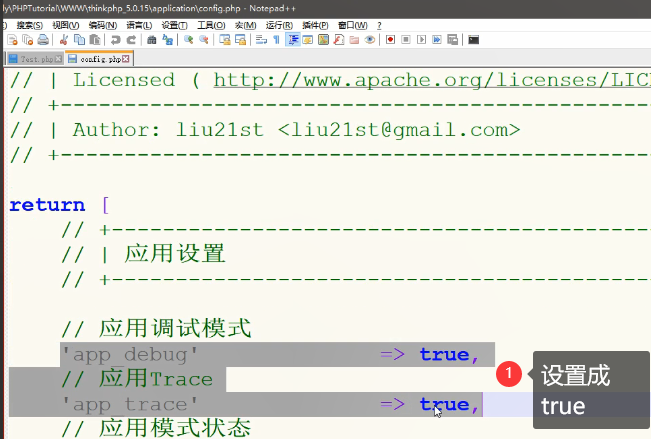 ly\PHPTutorial\WWW\thinkphp_5.0.15\application\config.php - Notepad++
搜索(S) 视图(V) 编码(N) 语言(L) 设置(T) 工具(O) 宏(M) 运行(R) 插件(P) 窗口(W) ?
Test.php config.php
// | Licensed ( http://www.apache.org/licenses/LIC
// +----------------------------------------------
// | Author: liu21st <liu21st@gmail.com>
// +----------------------------------------------
return [
// +------------------------------------------
// | 应用设置
// +------------------------------------------
// 应用调试模式
'app_debug' => true,
// 应用Trace
'app_trace' => true,
// 应用模式状态
1 设置成
true